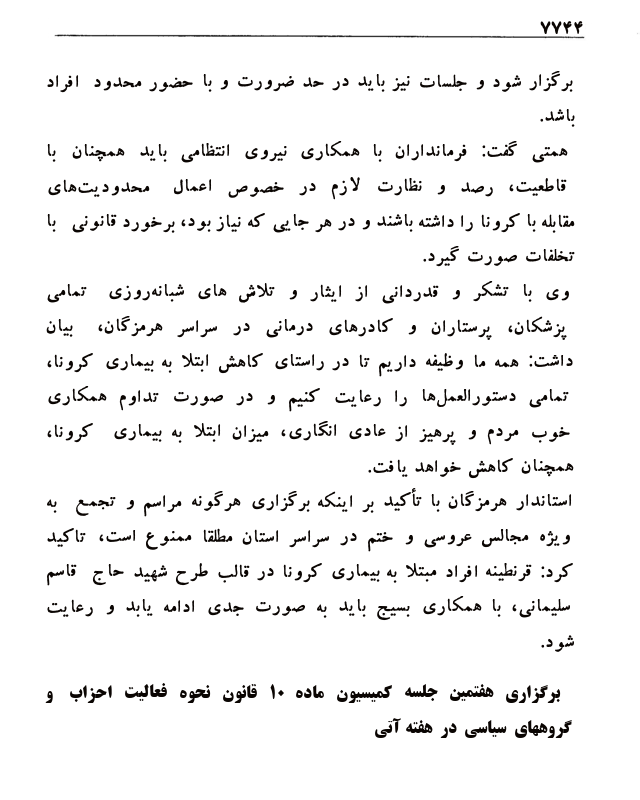 ۷۷۴۴
برگزار شود و جلسات نیز باید در حد ضرورت و با حضور محدود افراد
باشد.
همتی گفت: فرمانداران با همکاری نیروی انتظامی باید همچنان با
قاطعیت، رصد و نظارت لازم در خصوص اعمال محدودیت‌های
مقابله با کرونا را داشته باشند و در هر جایی که نیاز بود، برخورد قانونی با
تخلفات صورت گیرد.
وی با تشکر و قدردانی از ایثار و تلاش های شبانه‌روزی تمامی
پزشکان، پرستاران و کادرهای درمانی در سراسر هرمزگان، بیان
داشت: همه ما وظیفه داریم تا در راستای کاهش ابتلا به بیماری کرونا،
تمامی دستورالعمل‌ها را رعایت کنیم و در صورت تداوم همکاری
خوب مردم و پرهیز از عادی انگاری، میزان ابتلا به بیماری کرونا،
همچنان کاهش خواهد یافت.
استاندار هرمزگان با تأکید بر اینکه برگزاری هرگونه مراسم و تجمع به
ویژه مجالس عروسی و ختم در سراسر استان مطلقا ممنوع است، تاکید
کرد: قرنطینه افراد مبتلا به بیماری کرونا در قالب طرح شهید حاج قاسم
سلیمانی، با همکاری بسیج باید به صورت جدی ادامه یابد و رعایت
شود.
برگزاری هفتمین جلسه کمیسیون ماده ۱۰ قانون نحوه فعالیت احزاب و
گروههای سیاسی در هفته آتی